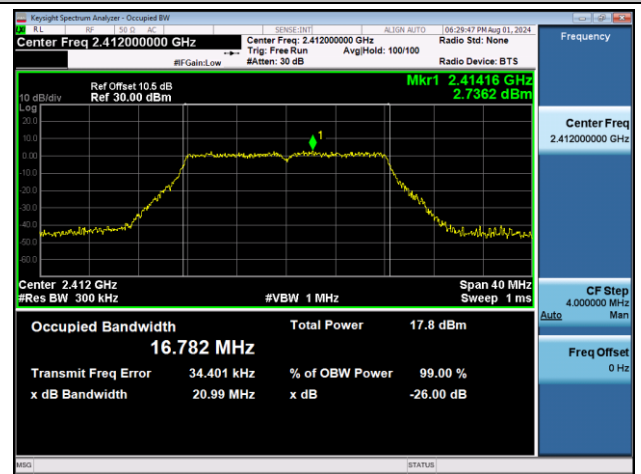 Keysight Spectrum Analyzer - Occupied BW
RL RF 50 Ω AC SENSE:INT ALIGN AUTO 06:29:47 PM Aug 01, 2024
Center Freq 2.412000000 GHz
Center Freq: 2.412000000 GHz
Radio Std: None
Trig: Free Run Avg|Hold: 100/100
#IFGain:Low #Atten: 30 dB Radio Device: BTS
Frequency
Ref Offset 10.5 dB
Mkr1 2.41416 GHz
10 dB/div Ref 30.00 dBm 2.7362 dBm
Log
20.0
10.0
1
0.00
-10.0
-20.0
-30.0
-40.0
-50.0
-60.0
Center 2.412 GHz Span 40 MHz
#Res BW 300 kHz #VBW 1 MHz Sweep 1 ms
Center Freq
2.412000000 GHz
CF Step
4.000000 MHz
Auto Man
Freq Offset
0 Hz
Occupied Bandwidth Total Power 17.8 dBm
16.782 MHz
Transmit Freq Error 34.401 kHz % of OBW Power 99.00 %
x dB Bandwidth 20.99 MHz x dB -26.00 dB
MSG STATUS